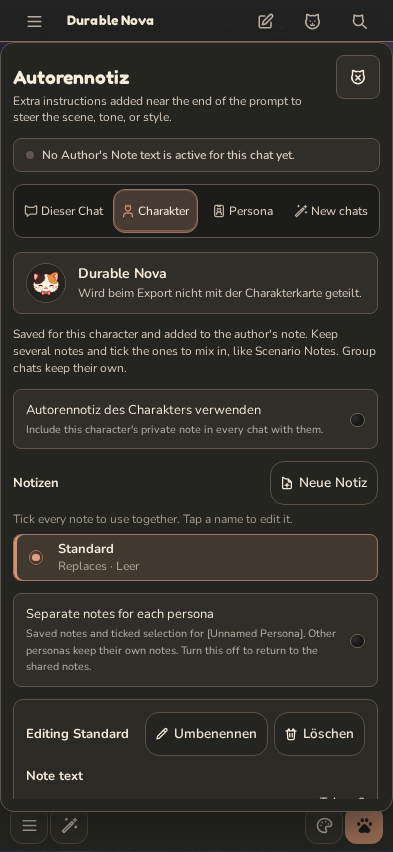 Durable Nova
Autorennotiz
Extra instructions added near the end of the prompt to
steer the scene, tone, or style.
No Author's Note text is active for this chat yet.
Dieser Chat
Charakter
Persona
New chats
Durable Nova
Wird beim Export nicht mit der Charakterkarte geteilt.
Saved for this character and added to the author's note. Keep
several notes and tick the ones to mix in, like Scenario Notes. Group
chats keep their own.
Autorennotiz des Charakters verwenden
Include this character's private note in every chat with them.
Notizen
Neue Notiz
Tick every note to use together. Tap a name to edit it.
Standard
Replaces · Leer
Separate notes for each persona
Saved notes and ticked selection for [Unnamed Persona]. Other
personas keep their own notes. Turn this off to return to the
shared notes.
Editing Standard
Umbenennen
Löschen
Note text